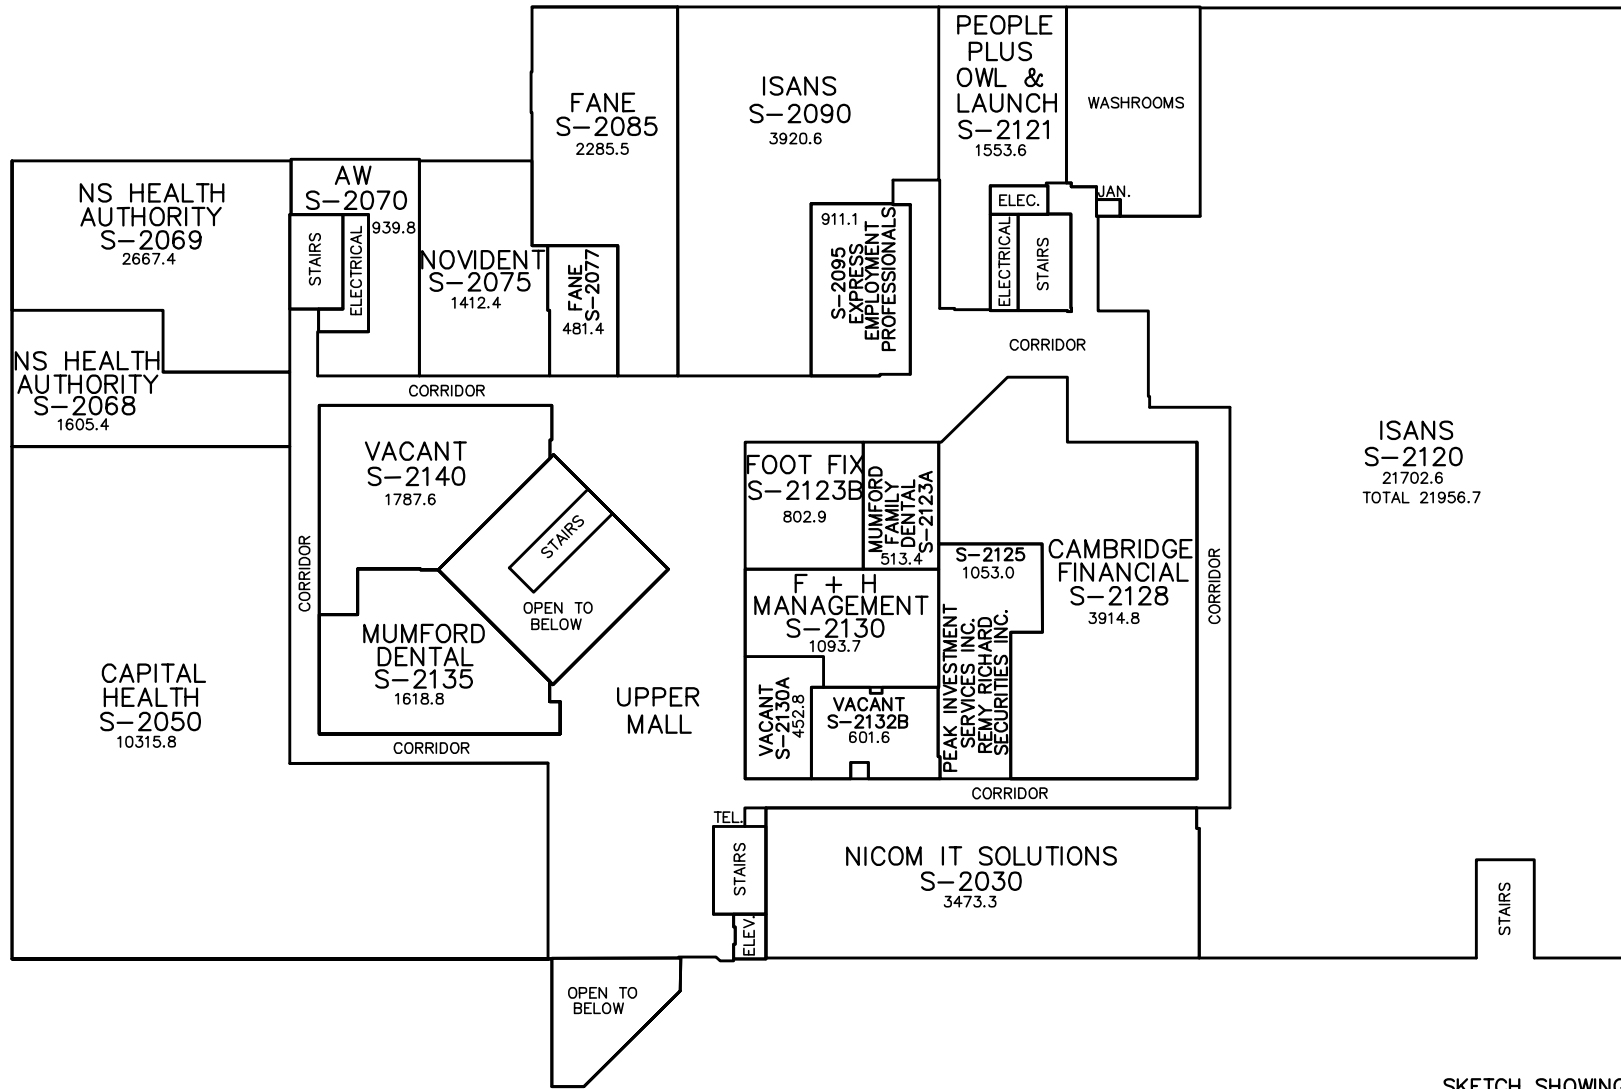 NS HEALTH
AUTHORITY
S-2069
2667.4
NS HEALTH
AUTHORITY
S-2068
1605.4
AW
S-2070
939.8
STAIRS
ELECTRICAL
NOVIDENT
S-2075
1412.4
FANE
S-2085
2285.5
FANE
S-2077
481.4
ISANS
S-2090
3920.6
911.1
S-2095
EXPRESS
EMPLOYMENT
PROFESSIONALS
PEOPLE
PLUS
OWL &
LAUNCH
S-2121
1553.6
WASHROOMS
JAN.
ELEC.
ELECTRICAL
STAIRS
CORRIDOR
CORRIDOR
ISANS
S-2120
21702.6
TOTAL 21956.7
VACANT
S-2140
1787.6
STAIRS
OPEN TO
BELOW
CORRIDOR
MUMFORD
DENTAL
S-2135
1618.8
CORRIDOR
CAPITAL
HEALTH
S-2050
10315.8
UPPER
MALL
FOOT FIX
S-2123B
802.9
MUMFORD
FAMILY
DENTAL
S-2123A
513.4
F + H
MANAGEMENT
S-2130
1093.7
VACANT
S-2130A
452.8
VACANT
S-2132B
601.6
S-2125
1053.0
PEAK INVESTMENT
SERVICES INC.
REMY RICHARD
SECURITIES INC.
CAMBRIDGE
FINANCIAL
S-2128
3914.8
CORRIDOR
CORRIDOR
TEL.
STAIRS
ELEV.
NICOM IT SOLUTIONS
S-2030
3473.3
STAIRS
OPEN TO
BELOW
SKETCH SHOWING